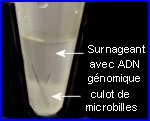 Surnageant
avec ADN
génomique
culot de
microbilles